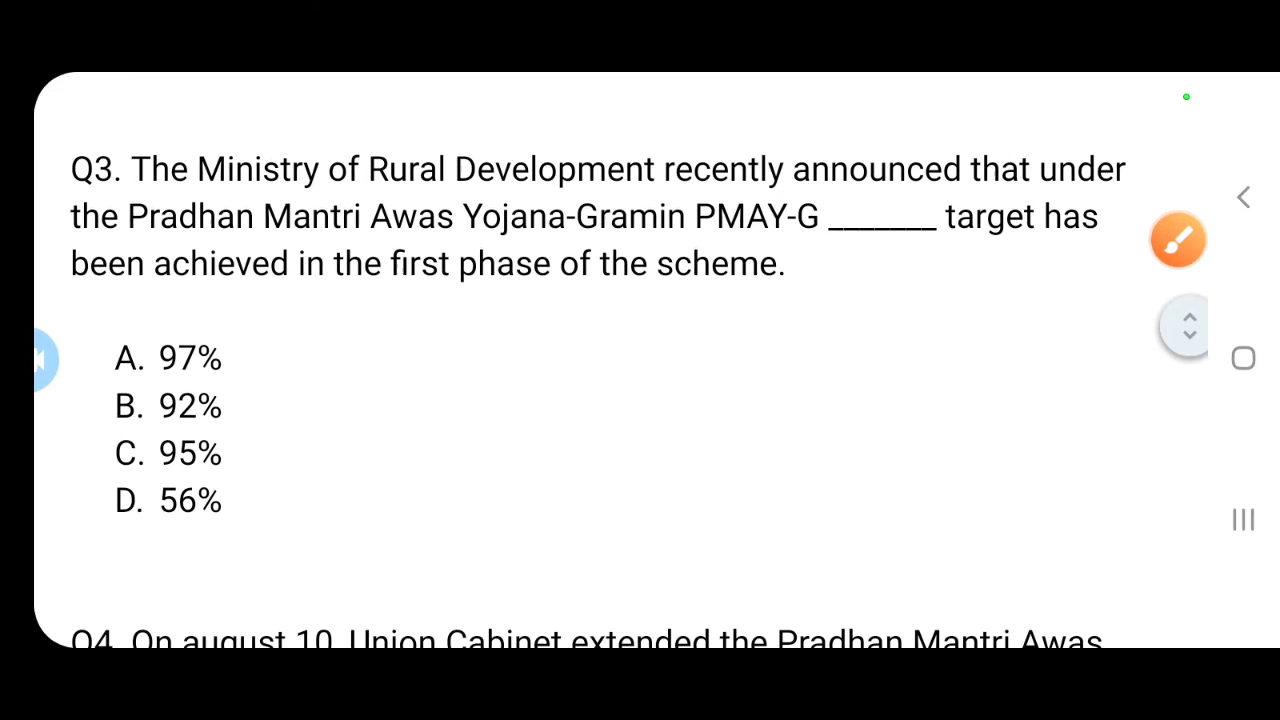 Q3. The Ministry of Rural Development recently announced that under
the Pradhan Mantri Awas Yojana-Gramin PMAY-G _______ target has
been achieved in the first phase of the scheme.
A. 97%
B. 92%
C. 95%
D. 56%
Q4. On august 10, Union Cabinet extended the Pradhan Mantri Awas